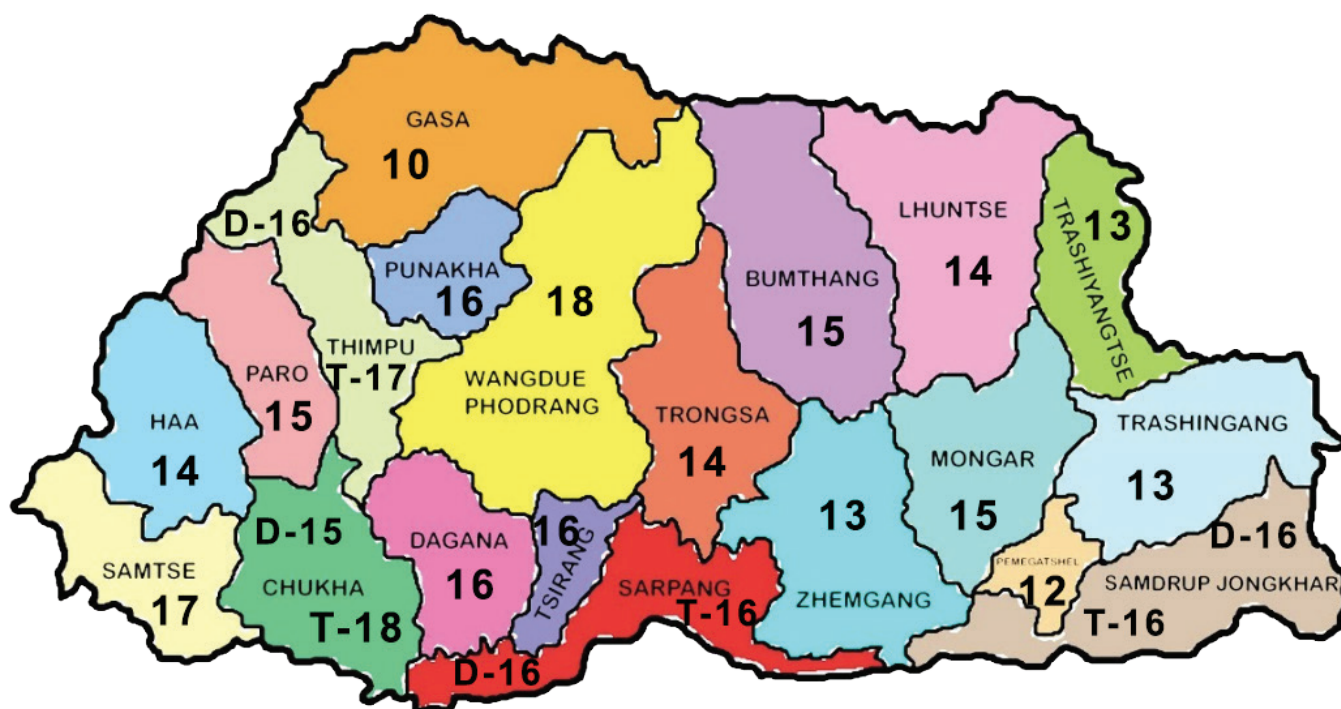 GASA
10
D-16
PUNAKHA
16
18
LHUNTSE
14
13
TRASHIYANGTSE
BUMTHANG
15
THIMPU
T-17
PARO
15
WANGDUE
PHODRANG
HAA
14
TRONGSA
14
TRASHINGANG
13
MONGAR
15
13
ZHEMGANG
D-15
CHUKHA
T-18
DAGANA
16
16
TSIRANG
SAMTSE
17
SARPANG
T-16
D-16
PEMEGATSHEL
12
D-16
SAMDRUP JONGKHAR
T-16